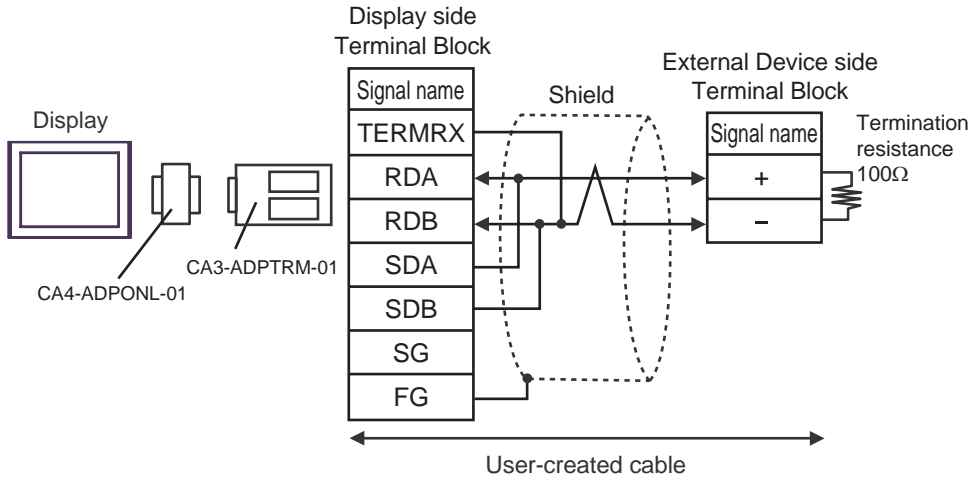 Display side
Terminal Block
External Device side
Terminal Block
Signal name
Shield
Display
TERMRX
Signal name
Termination
resistance
100Ω
RDA
+
RDB
−
SDA
CA3-ADPTRM-01
CA4-ADPONL-01
SDB
SG
FG
User-created cable